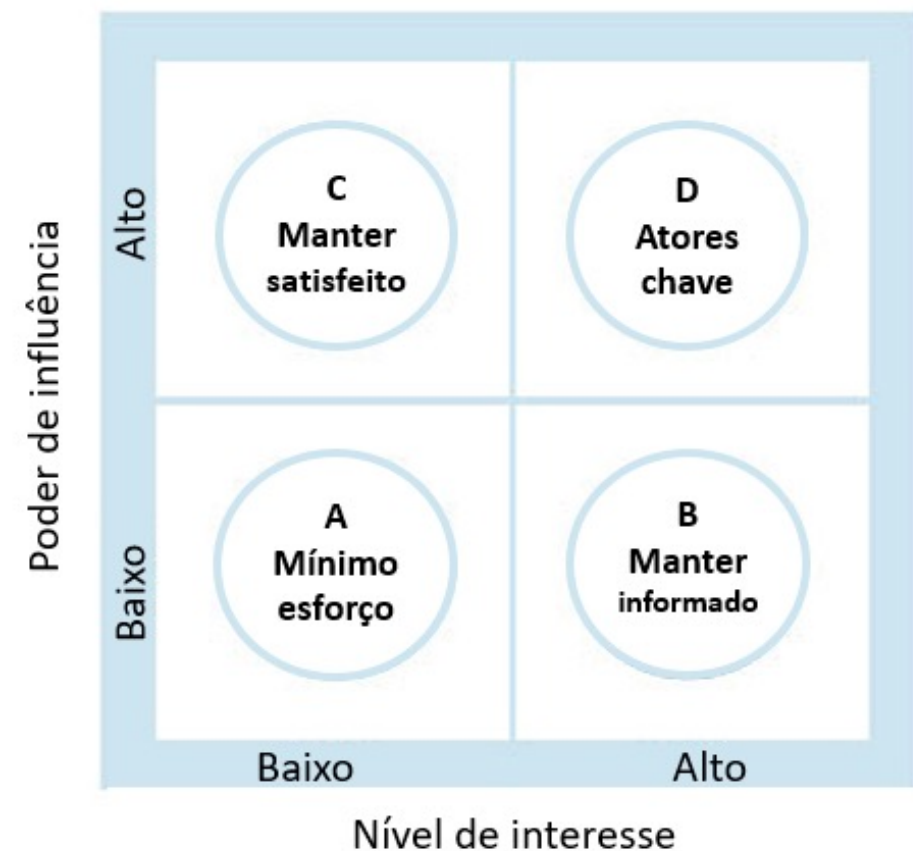 Poder de influência
Alto
Baixo
C
Manter
satisfeito
D
Atores
chave
A
Mínimo
esforço
B
Manter
informado
Baixo
Alto
Nível de interesse